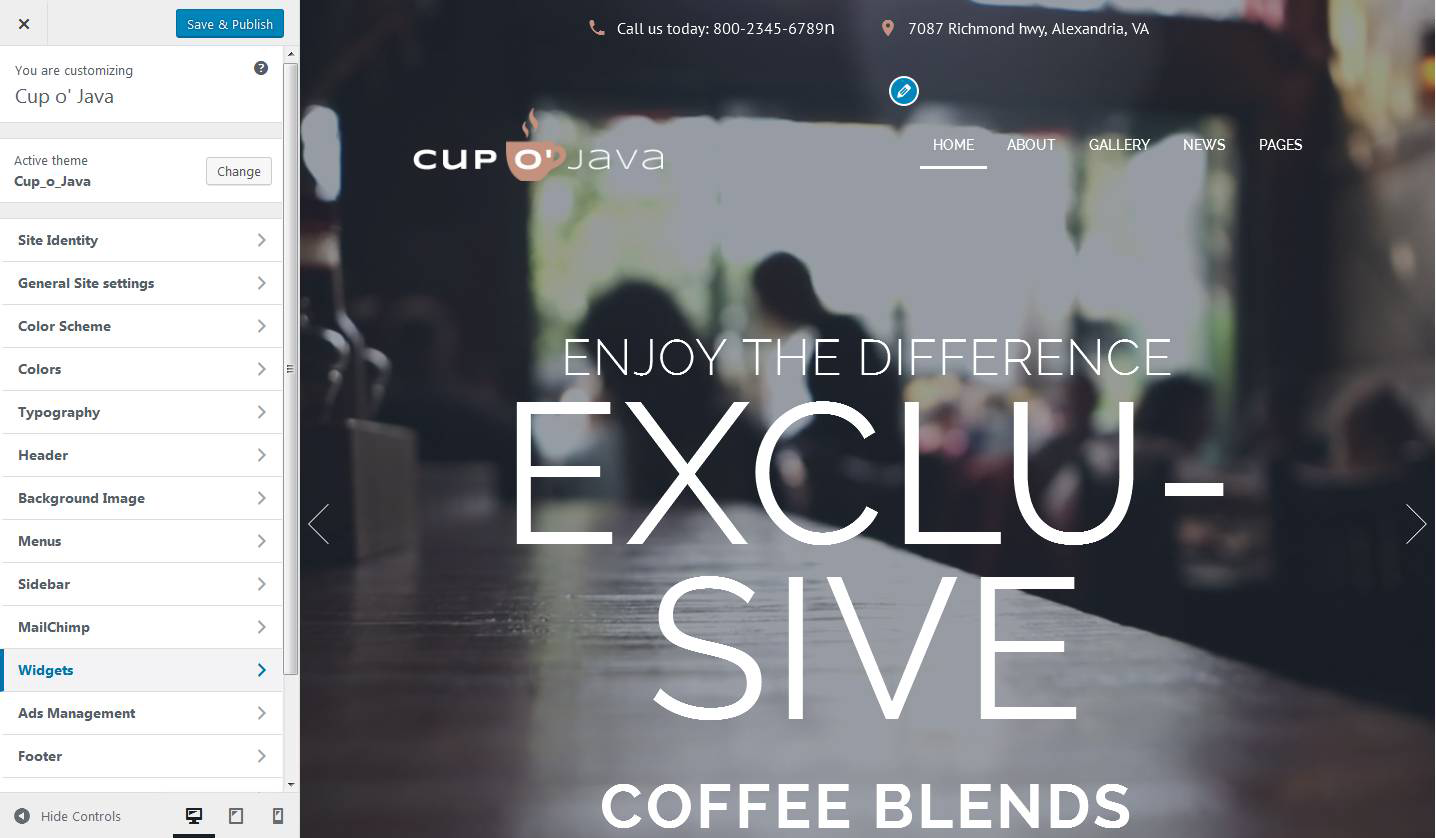 Save & Publish
You are customizing
Cup o' Java
Active theme
Cup_o_Java
Change
Site Identity
General Site settings
Color Scheme
Colors
Typography
Header
Background Image
Menus
Sidebar
MailChimp
Widgets
Ads Management
Footer
Hide Controls
Call us today: 800-2345-6789n
7087 Richmond hwy, Alexandria, VA
CUP O' JAVA
HOME ABOUT GALLERY NEWS PAGES
ENJOY THE DIFFERENCE
EXCLU-
SIVE
COFFEE BLENDS